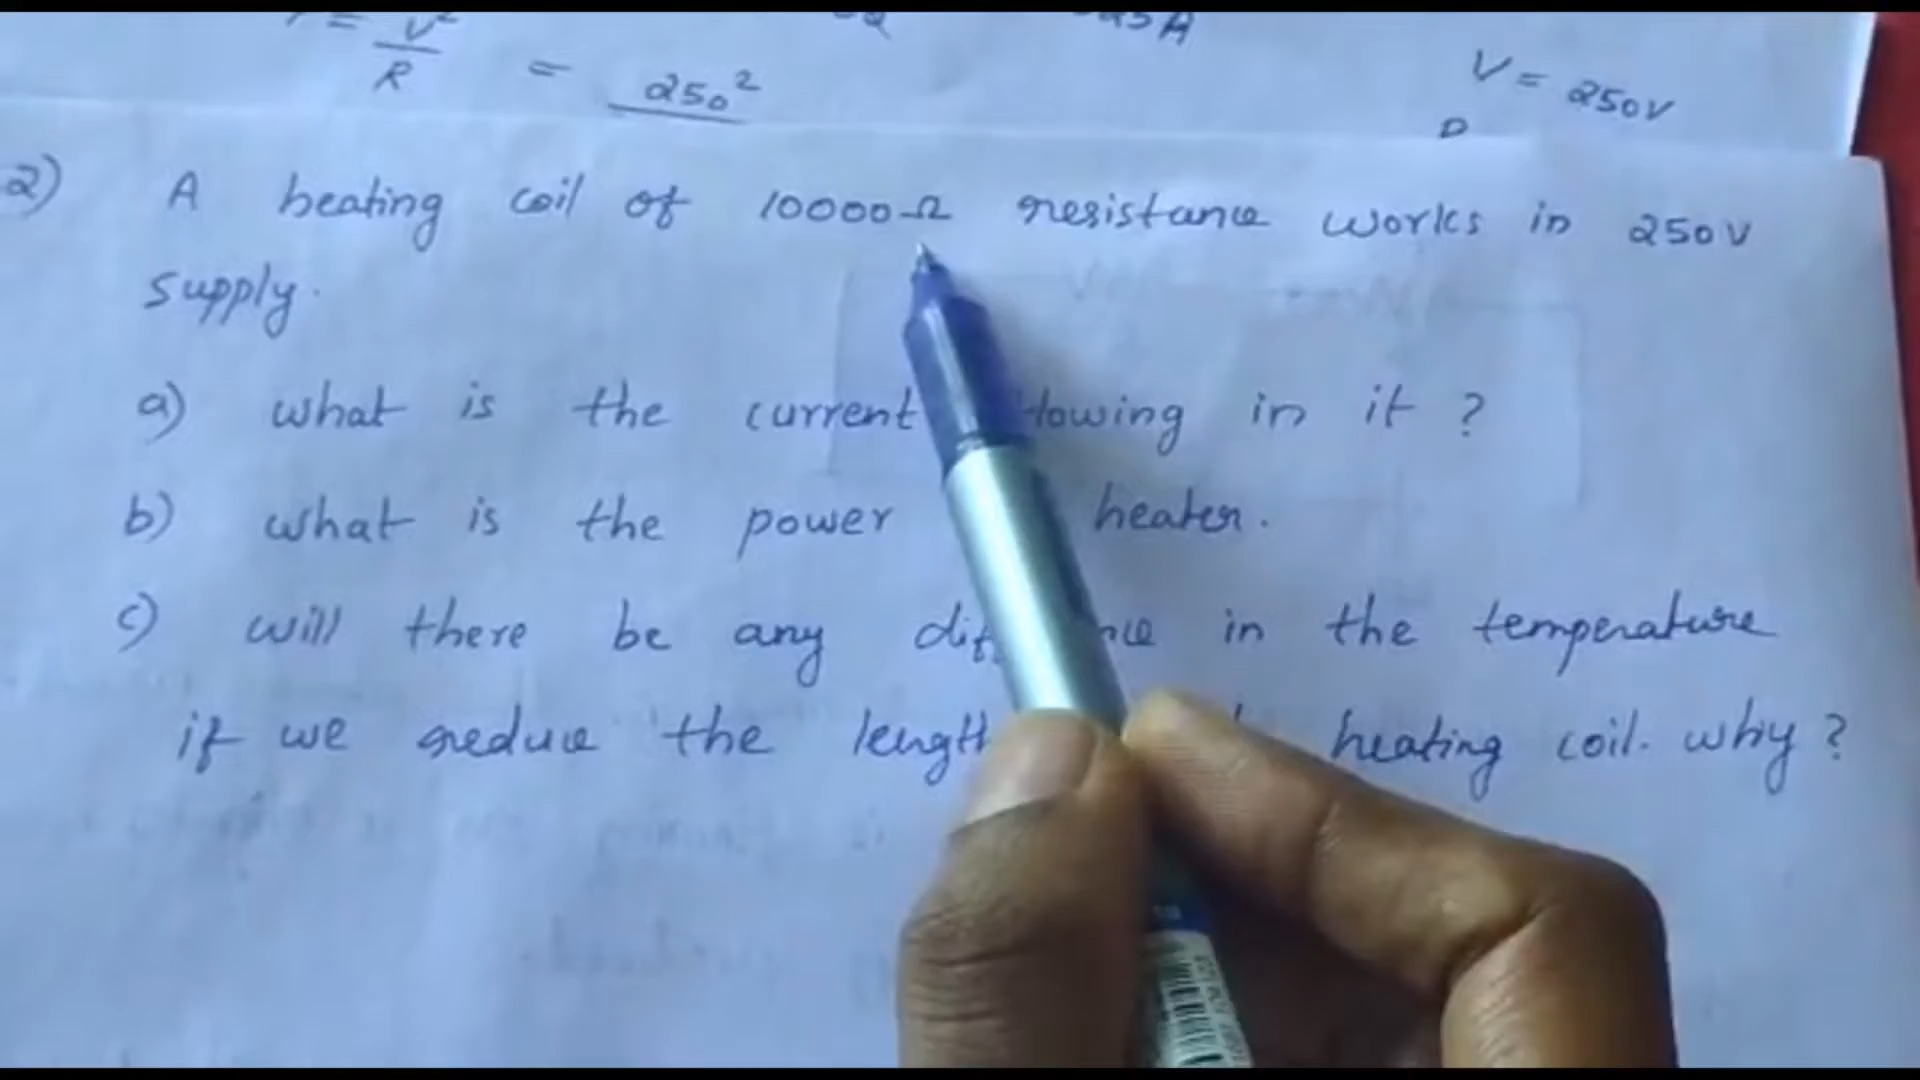 = V²
R = 250²
V = 250V
2) A heating coil of 10000Ω resistance works in 250V
supply.
a) what is the current flowing in it ?
b) what is the power heater.
c) will there be any in the temperature
if we reduce the heating coil. why ?